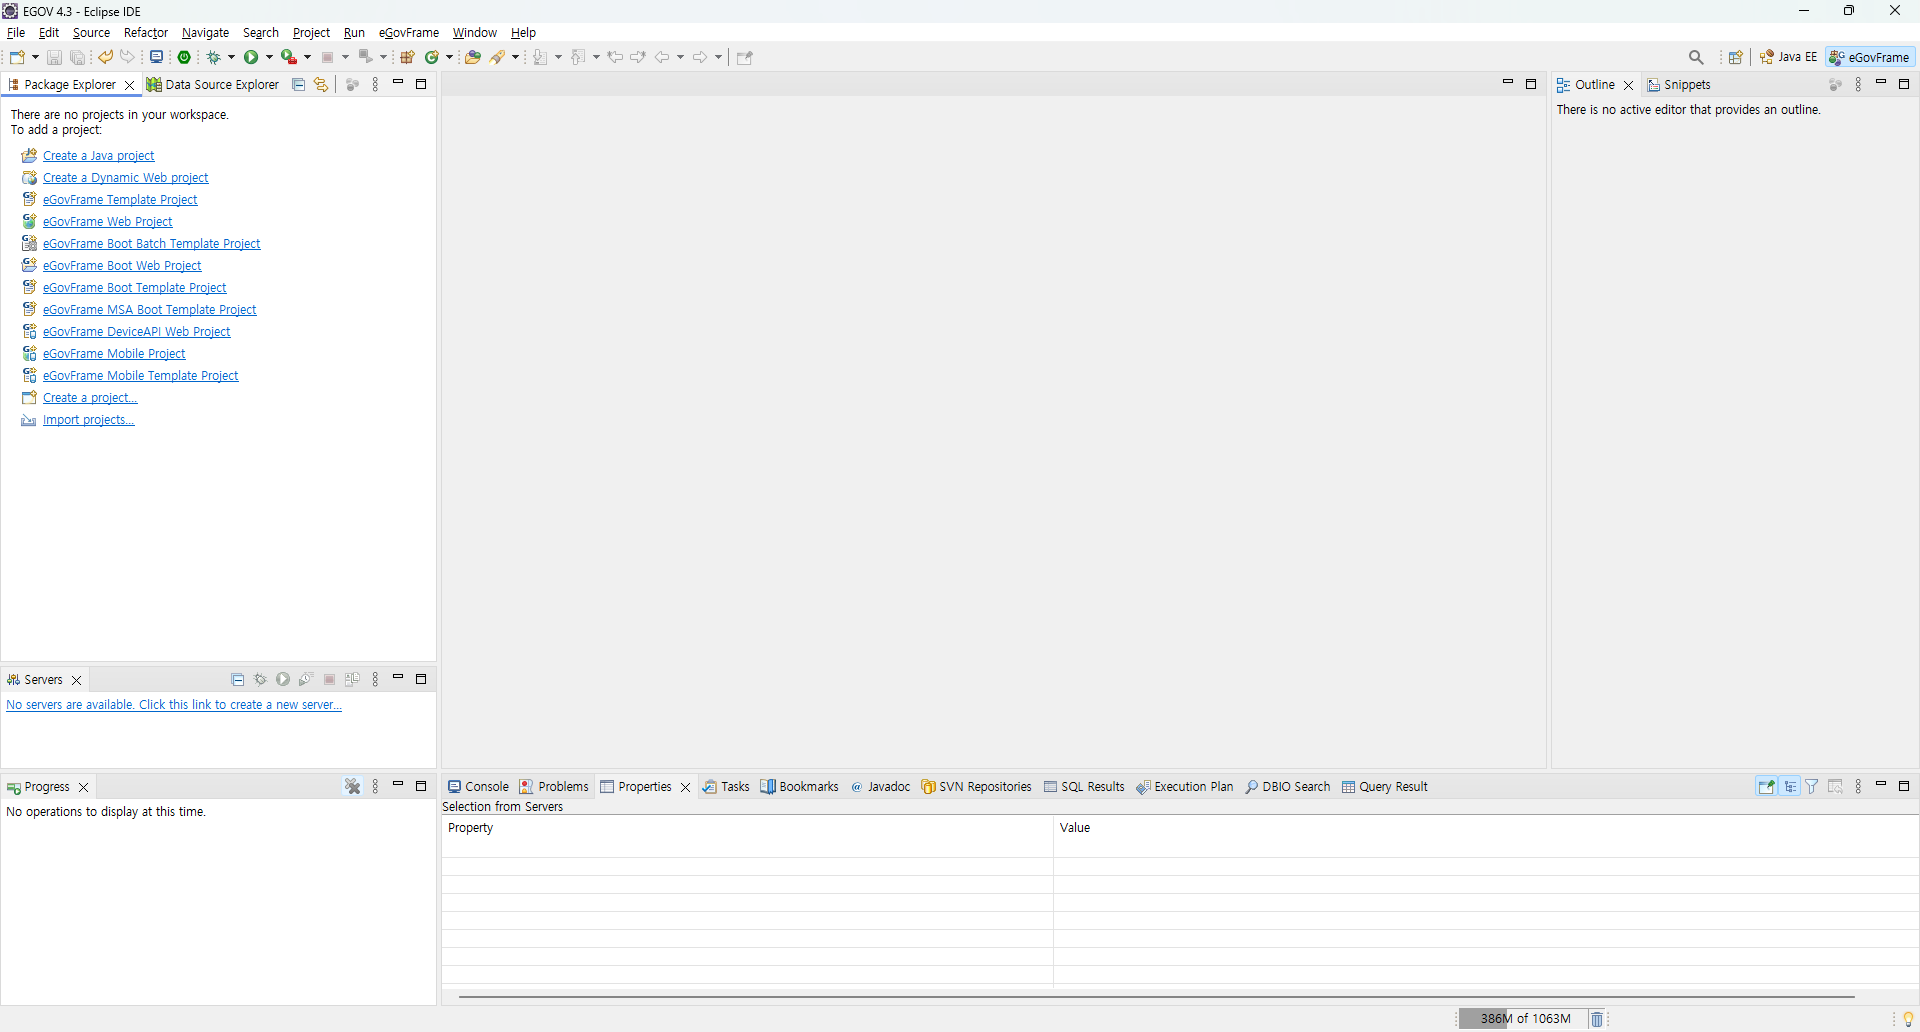 EGOV 4.3 - Eclipse IDE
File Edit Source Refactor Navigate Search Project Run eGovFrame Window Help
Java EE eGovFrame
Package Explorer Data Source Explorer
There are no projects in your workspace.
To add a project:
Create a Java project
Create a Dynamic Web project
eGovFrame Template Project
eGovFrame Web Project
eGovFrame Boot Batch Template Project
eGovFrame Boot Web Project
eGovFrame Boot Template Project
eGovFrame MSA Boot Template Project
eGovFrame DeviceAPI Web Project
eGovFrame Mobile Project
eGovFrame Mobile Template Project
Create a project...
Import projects...
Outline Snippets
There is no active editor that provides an outline.
Servers
No servers are available. Click this link to create a new server...
Progress
No operations to display at this time.
Console Problems Properties Tasks Bookmarks @ Javadoc SVN Repositories SQL Results Execution Plan DBIO Search Query Result
Selection from Servers
Property Value
386M of 1063M